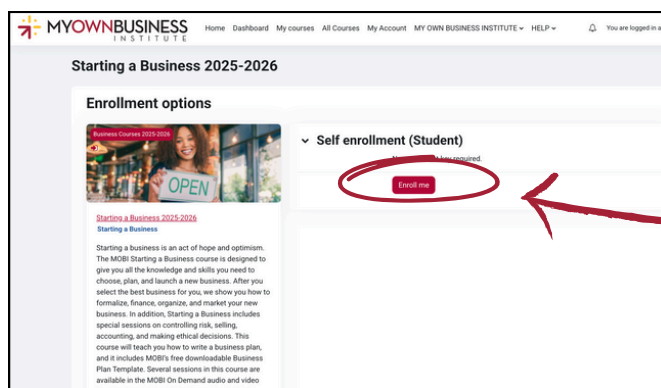 MYOWNBUSINESS
INSTITUTE
Home Dashboard My courses All Courses My Account MY OWN BUSINESS INSTITUTE HELP
You are logged in a
Starting a Business 2025-2026
Enrollment options
Business Courses 2025-2026
OPEN
Starting a Business 2025-2026
Starting a Business
Starting a business is an act of hope and optimism.
The MOBI Starting a Business course is designed to
give you all the knowledge and skills you need to
choose, plan, and launch a new business. After you
select the best business for you, we show you how to
formalize, finance, organize, and market your new
business. In addition, Starting a Business includes
special sessions on controlling risk, selling,
accounting, and making ethical decisions. This
course will teach you how to write a business plan,
and it includes MOBI's free downloadable Business
Plan Template. Several sessions in this course are
available in the MOBI On Demand audio and video
Self enrollment (Student)
key required.
Enroll me